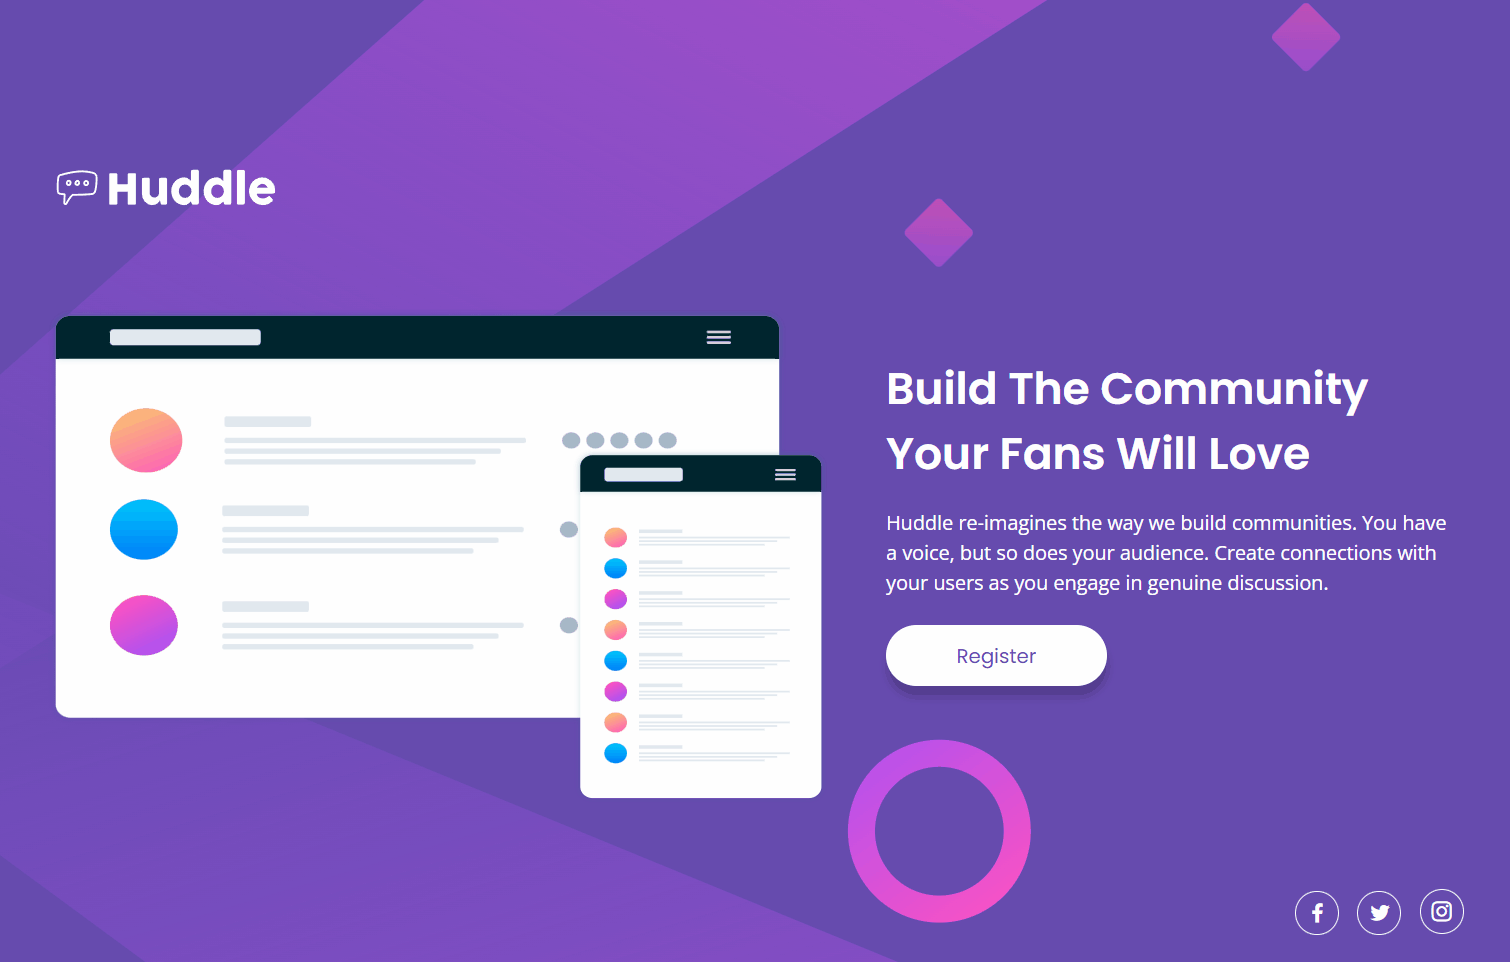 Huddle
Build The Community
Your Fans Will Love
Huddle re-imagines the way we build communities. You have
a voice, but so does your audience. Create connections with
your users as you engage in genuine discussion.
Register